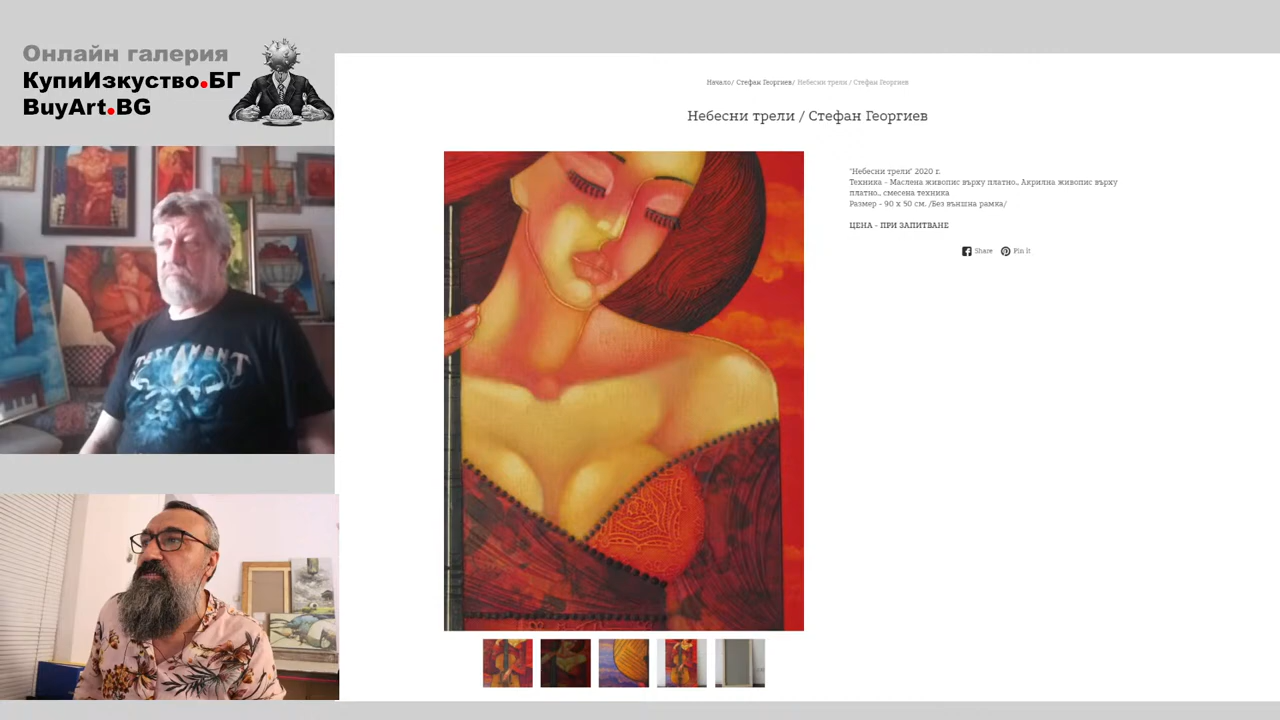 Онлайн галерия
КупиИзкуство.БГ
BuyArt.BG
Начало/ Стефан Георгиев/ Небесни трели / Стефан Георгиев
Небесни трели / Стефан Георгиев
"Небесни трели" 2020 г.
Техника - Маслена живопис върху платно., Акрилна живопис върху
платно., смесена техника
Размер - 90 х 50 см. /Без външна рамка/
ЦЕНА - ПРИ ЗАПИТВАНЕ
Share Pin It
TESTAMENT